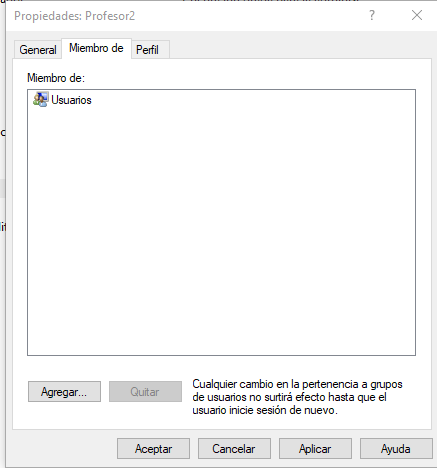 Propiedades: Profesor2
General Miembro de Perfil
Miembro de:
Usuarios
Agregar... Quitar
Cualquier cambio en la pertenencia a grupos
de usuarios no surtirá efecto hasta que el
usuario inicie sesión de nuevo.
Aceptar Cancelar Aplicar Ayuda